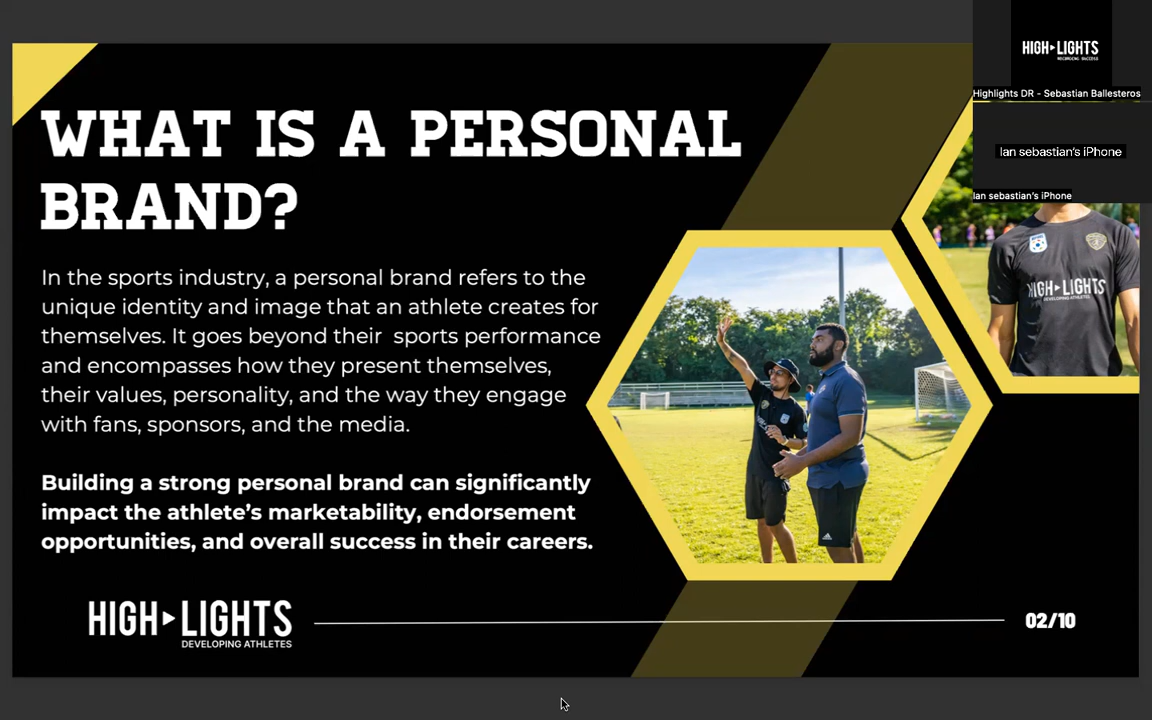 WHAT IS A PERSONAL
BRAND?
In the sports industry, a personal brand refers to the
unique identity and image that an athlete creates for
themselves. It goes beyond their  sports performance
and encompasses how they present themselves,
their values, personality, and the way they engage
with fans, sponsors, and the media.
Building a strong personal brand can significantly
impact the athlete’s marketability, endorsement
opportunities, and overall success in their careers.
HIGH LIGHTS
DEVELOPING ATHLETES
02/10
HIGH LIGHTS
Highlights DR - Sebastian Ballesteros
Ian sebastian’s iPhone
Ian sebastian’s iPhone
HIGH LIGHTS
DEVELOPING ATHLETES